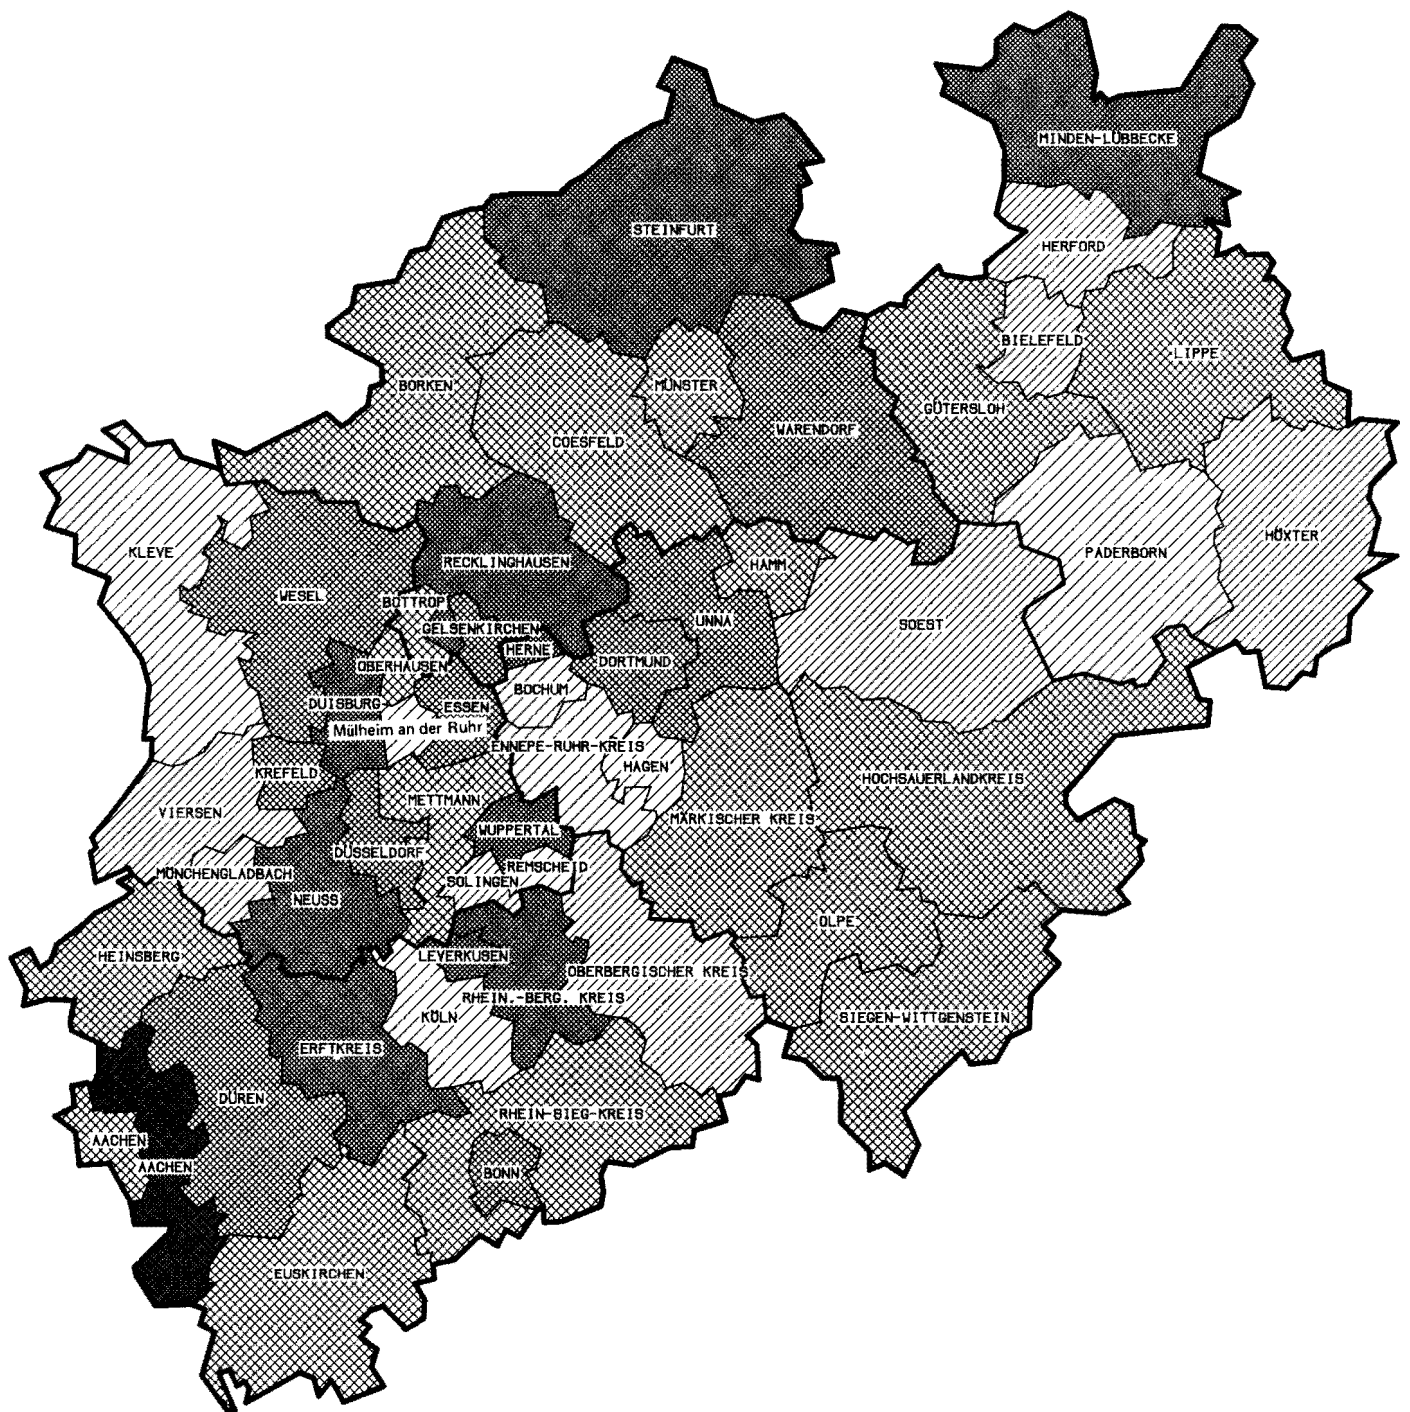 MINDEN-LÜBBECKE
STEINFURT
HERFORD
BIELEFELD
LIPPE
BORKEN
MÜNSTER
GÜTERSLOH
WARENDORF
COESFELD
HÖXTER
KLEVE
PADERBORN
RECKLINGHAUSEN
HAMM
WESEL
BOTTROP
UNNA
SOEST
GELSENKIRCHEN
HERNE
OBERHAUSEN
DORTMUND
BOCHUM
DUISBURG
ESSEN
Mülheim an der Ruhr
ENNEPE-RUHR-KREIS
HAGEN
KREFELD
HOCHSAUERLANDKREIS
METTMANN
VIERSEN
MÄRKISCHER KREIS
WUPPERTAL
DÜSSELDORF
REMSCHEID
MÖNCHENGLADBACH
SOLINGEN
NEUSS
OLPE
HEINSBERG
LEVERKUSEN
OBERBERGISCHER KREIS
RHEIN.-BERG. KREIS
KÖLN
SIEGEN-WITTGENSTEIN
ERFTKREIS
DÜREN
RHEIN-SIEG-KREIS
AACHEN
AACHEN
BONN
EUSKIRCHEN